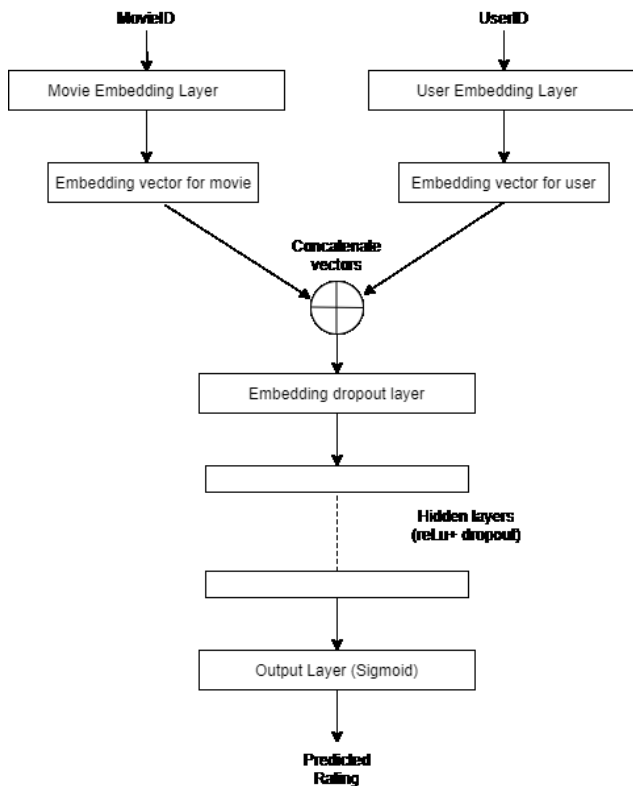 MovieID
UserID
Movie Embedding Layer
User Embedding Layer
Embedding vector for movie
Embedding vector for user
Concatenate
vectors
Embedding dropout layer
Hidden layers
(reLu+ dropout)
Output Layer (Sigmoid)
Predicted
Rating